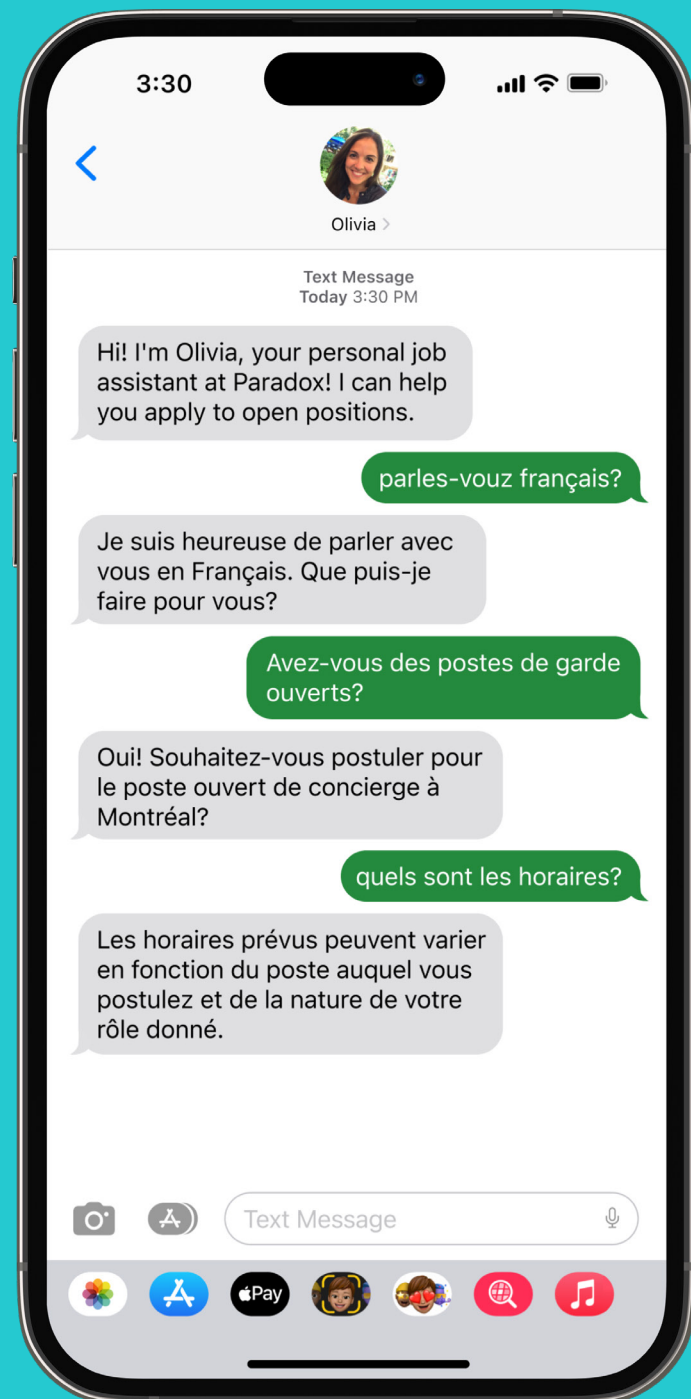 3:30
Olivia
Text Message
Today 3:30 PM
Hi! I'm Olivia, your personal job
assistant at Paradox! I can help
you apply to open positions.
parles-vouz français?
Je suis heureuse de parler avec
vous en Français. Que puis-je
faire pour vous?
Avez-vous des postes de garde
ouverts?
Oui! Souhaitez-vous postuler pour
le poste ouvert de concierge à
Montréal?
quels sont les horaires?
Les horaires prévus peuvent varier
en fonction du poste auquel vous
postulez et de la nature de votre
rôle donné.
Text Message
Pay